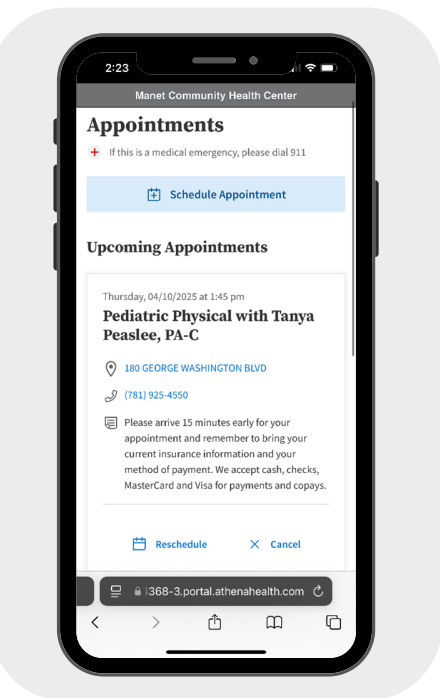 2:23
Manet Community Health Center
Appointments
If this is a medical emergency, please dial 911
Schedule Appointment
Upcoming Appointments
Thursday, 04/10/2025 at 1:45 pm
Pediatric Physical with Tanya
Peaslee, PA-C
180 GEORGE WASHINGTON BLVD
(781) 925-4550
Please arrive 15 minutes early for your
appointment and remember to bring your
current insurance information and your
method of payment. We accept cash, checks,
MasterCard and Visa for payments and copays.
Reschedule
Cancel
368-3.portal.athenahealth.com